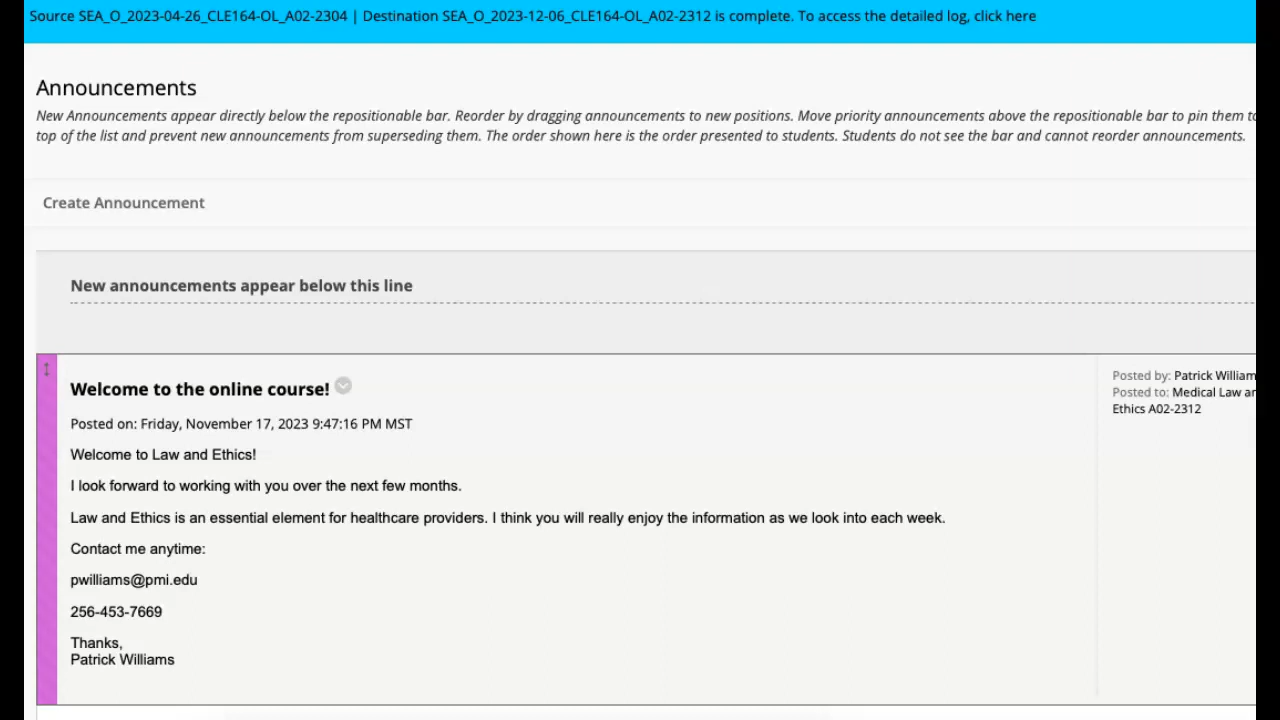 Source SEA_O_2023-04-26_CLE164-OL_A02-2304 | Destination SEA_O_2023-12-06_CLE164-OL_A02-2312 is complete. To access the detailed log, click here
Announcements
New Announcements appear directly below the repositionable bar. Reorder by dragging announcements to new positions. Move priority announcements above the repositionable bar to pin them to
top of the list and prevent new announcements from superseding them. The order shown here is the order presented to students. Students do not see the bar and cannot reorder announcements.
Create Announcement
New announcements appear below this line
Welcome to the online course!
Posted on: Friday, November 17, 2023 9:47:16 PM MST
Welcome to Law and Ethics!
I look forward to working with you over the next few months.
Law and Ethics is an essential element for healthcare providers. I think you will really enjoy the information as we look into each week.
Contact me anytime:
pwilliams@pmi.edu
256-453-7669
Thanks,
Patrick Williams
Posted by: Patrick William
Posted to: Medical Law an
Ethics A02-2312